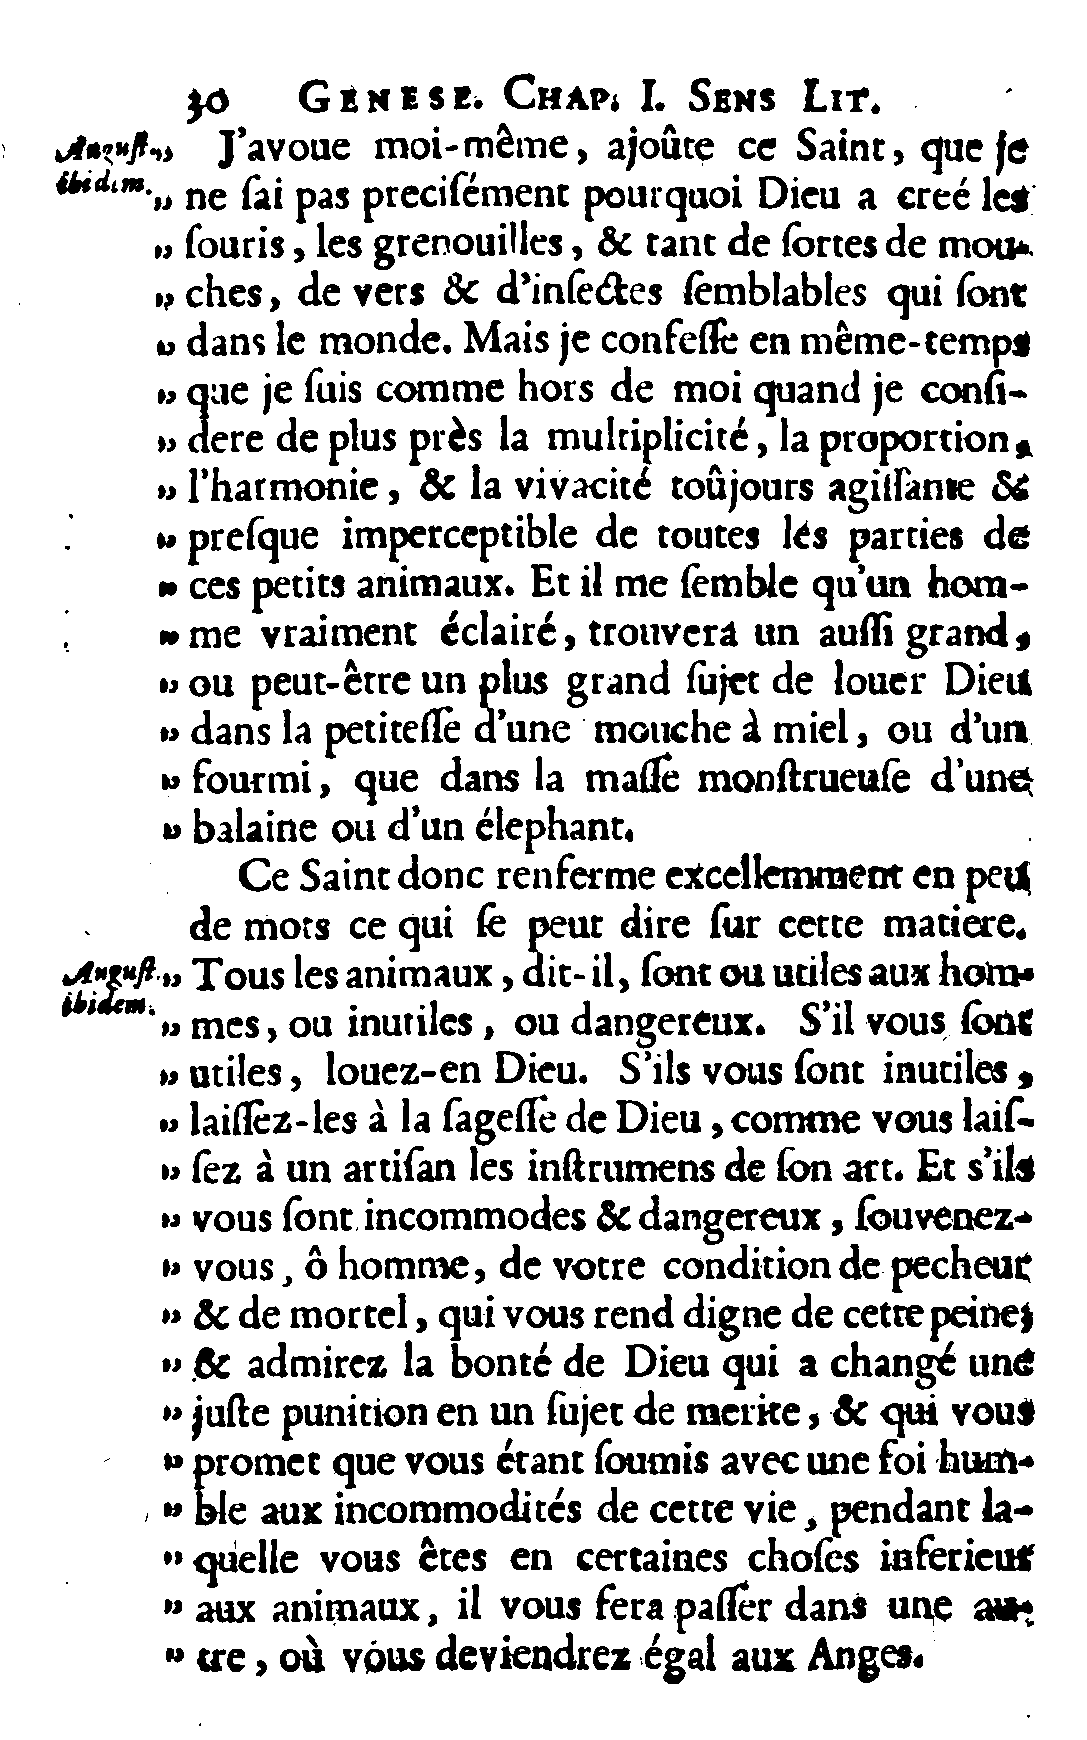 30 GENESE. CHAP. I. SENS LIT.
August. „ J'avoue moi-même, ajoûte ce Saint, que je
ibidem. „ ne ſai pas preciſément pourquoi Dieu a creé les
„ ſouris, les grenouilles, & tant de ſortes de mou-
„ ches, de vers & d'inſectes ſemblables qui ſont
„ dans le monde. Mais je confeſſe en même-temps
„ que je ſuis comme hors de moi quand je conſi-
„ dere de plus près la multiplicité, la proportion,
„ l'harmonie, & la vivacité toûjours agiſſante &
„ preſque imperceptible de toutes les parties de
„ ces petits animaux. Et il me ſemble qu'un hom-
„ me vraiment éclairé, trouvera un auſſi grand,
„ ou peut-être un plus grand ſujet de louer Dieu
„ dans la petiteſſe d'une mouche à miel, ou d'un
„ fourmi, que dans la maſſe monſtrueuſe d'une
„ balaine ou d'un élephant.
Ce Saint donc renferme excellemment en peu
de mots ce qui ſe peut dire ſur cette matiere.
August. „ Tous les animaux, dit-il, ſont ou utiles aux hom-
ibidem. „ mes, ou inutiles, ou dangereux. S'il vous ſont
„ utiles, louez-en Dieu. S'ils vous ſont inutiles,
„ laiſſez-les à la ſageſſe de Dieu, comme vous laiſ-
„ ſez à un artiſan les inſtrumens de ſon art. Et s'ils
„ vous ſont incommodes & dangereux, ſouvenez-
„ vous, ô homme, de votre condition de pecheur
„ & de mortel, qui vous rend digne de cette peine;
„ & admirez la bonté de Dieu qui a changé une
„ juſte punition en un ſujet de merite, & qui vous
„ promet que vous étant ſoumis avec une foi hum-
„ ble aux incommodités de cette vie, pendant la-
„ quelle vous êtes en certaines choſes inferieur
„ aux animaux, il vous fera paſſer dans une au-
„ tre, où vous deviendrez égal aux Anges.